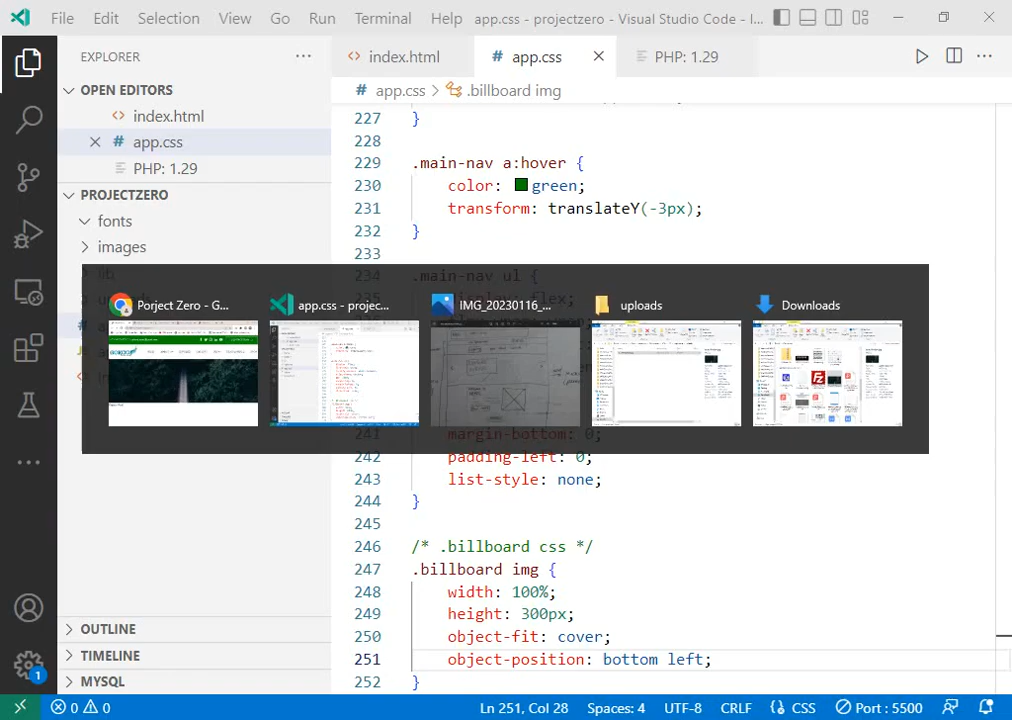 File Edit Selection View Go Run Terminal Help app.css - projectzero - Visual Studio Code - I...
EXPLORER
index.html
app.css
PHP: 1.29
OPEN EDITORS
index.html
app.css
PHP: 1.29
PROJECTZERO
fonts
images
lib
OUTLINE
TIMELINE
MYSQL
app.css > .billboard img
227 }
228
229 .main-nav a:hover {
230 color: green;
231 transform: translateY(-3px);
232 }
233
234 .main-nav ul {
Porject Zero - G...
app.css - projec...
IMG_20230116_...
uploads
Downloads
241 margin-bottom: 0;
242 padding-left: 0;
243 list-style: none;
244 }
245
246 /* .billboard css */
247 .billboard img {
248 width: 100%;
249 height: 300px;
250 object-fit: cover;
251 object-position: bottom left;
252 }
1
0 0 Ln 251, Col 28 Spaces: 4 UTF-8 CRLF {} CSS Port : 5500